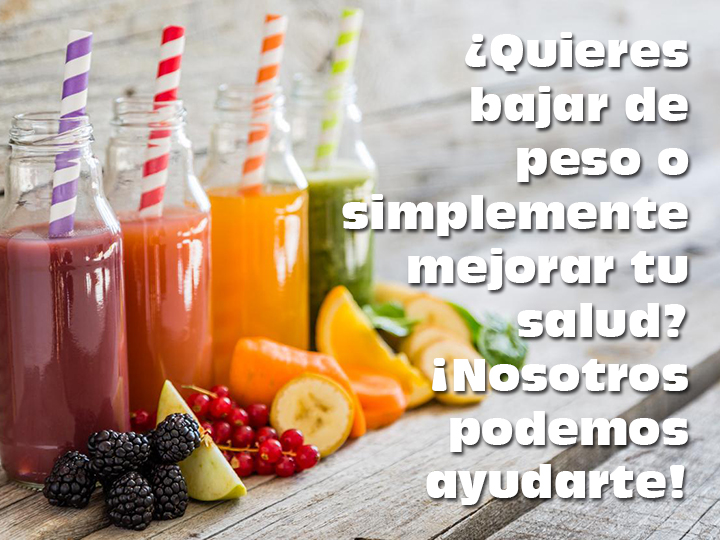 ¿Quieres
bajar de
peso o
simplemente
mejorar tu
salud?
¡Nosotros
podemos
ayudarte!